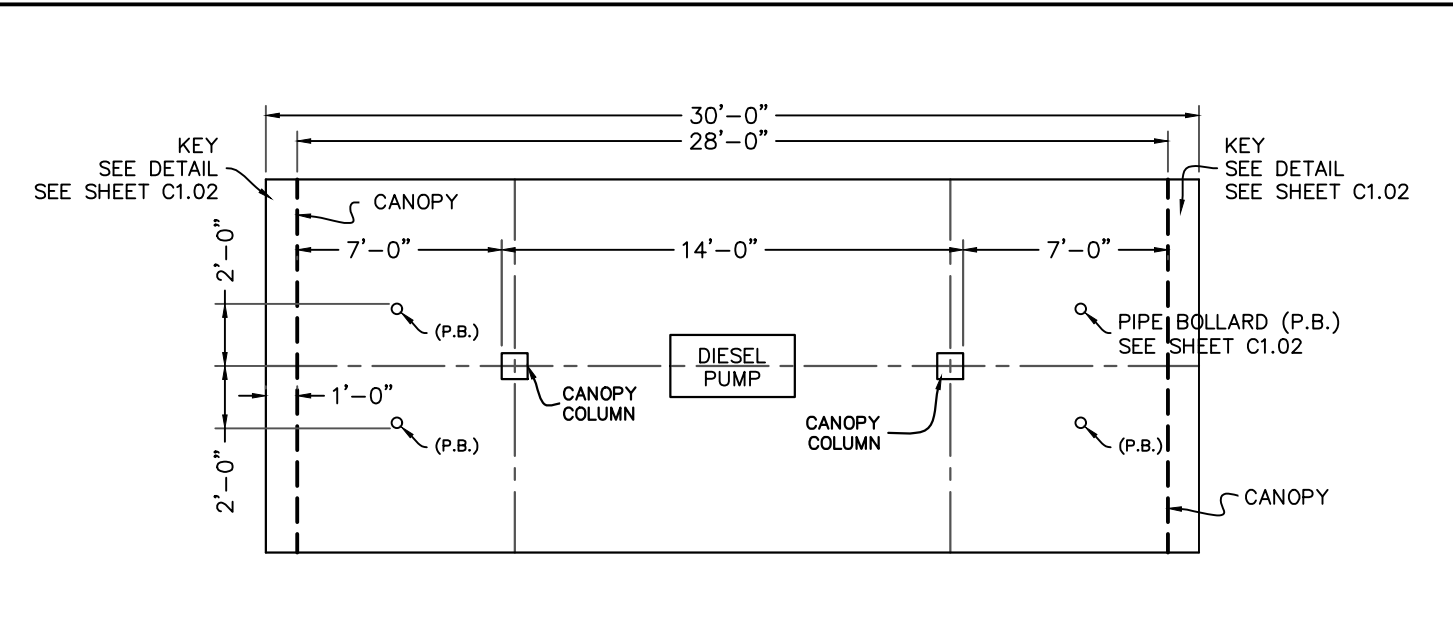 30'-0"
28'-0"
KEY
SEE DETAIL
SEE SHEET C1.02
KEY
SEE DETAIL
SEE SHEET C1.02
CANOPY
2'-0"
7'-0"
14'-0"
7'-0"
(P.B.)
PIPE BOLLARD (P.B.)
SEE SHEET C1.02
DIESEL
PUMP
1'-0"
CANOPY
COLUMN
CANOPY
COLUMN
(P.B.)
(P.B.)
2'-0"
CANOPY